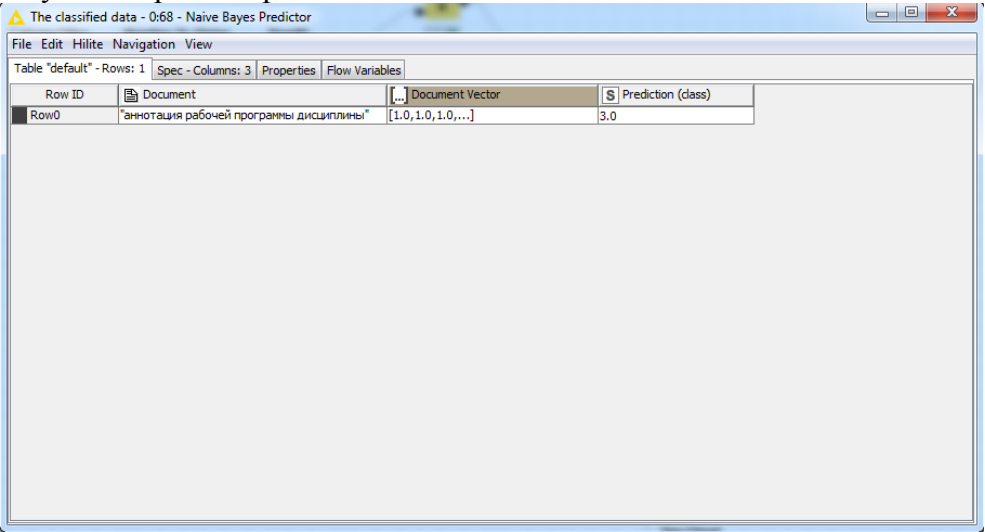 The classified data - 0:68 - Naive Bayes Predictor
File Edit Hilite Navigation View
Table "default" - Rows: 1 Spec - Columns: 3 Properties Flow Variables
Row ID Document [...] Document Vector S Prediction (class)
Row0 "аннотация рабочей программы дисциплины" [1.0,1.0,1.0,...] 3.0